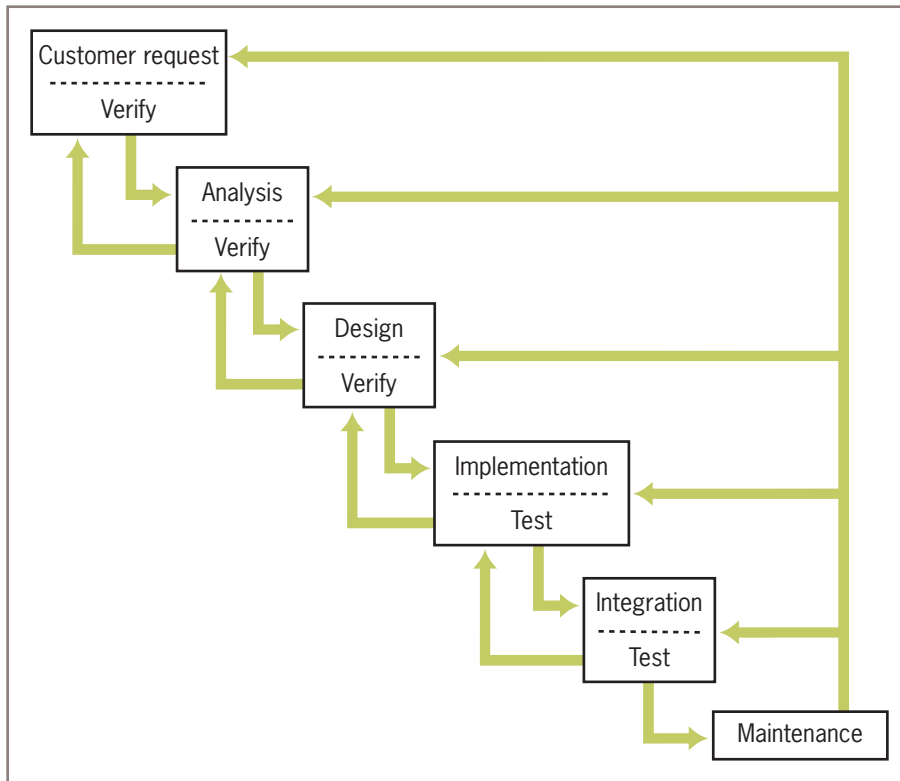 Customer request
Verify
Analysis
Verify
Design
Verify
Implementation
Test
Integration
Test
Maintenance